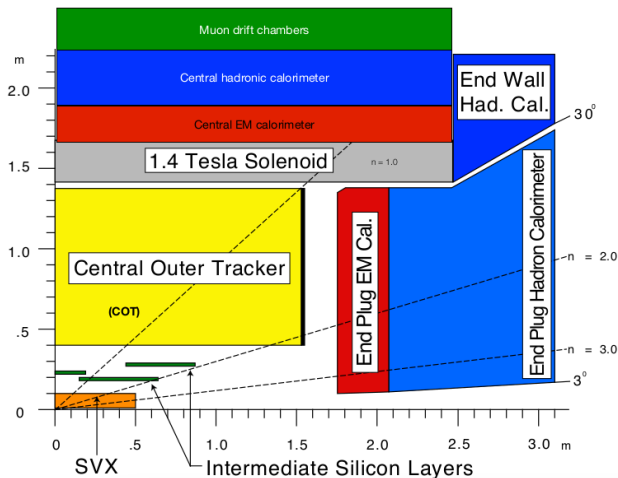 Muon drift chambers
m
Central hadronic calorimeter
End Wall
Had. Cal.
2.0
30°
Central EM calorimeter
1.4 Tesla Solenoid
n = 1.0
1.5
End Plug EM Cal.
End Plug Hadron Calorimeter
n = 2.0
1.0
Central Outer Tracker
(COT)
.5
n = 3.0
3°
0
0
.5
1.0
1.5
2.0
2.5
3.0
m
SVX
Intermediate Silicon Layers